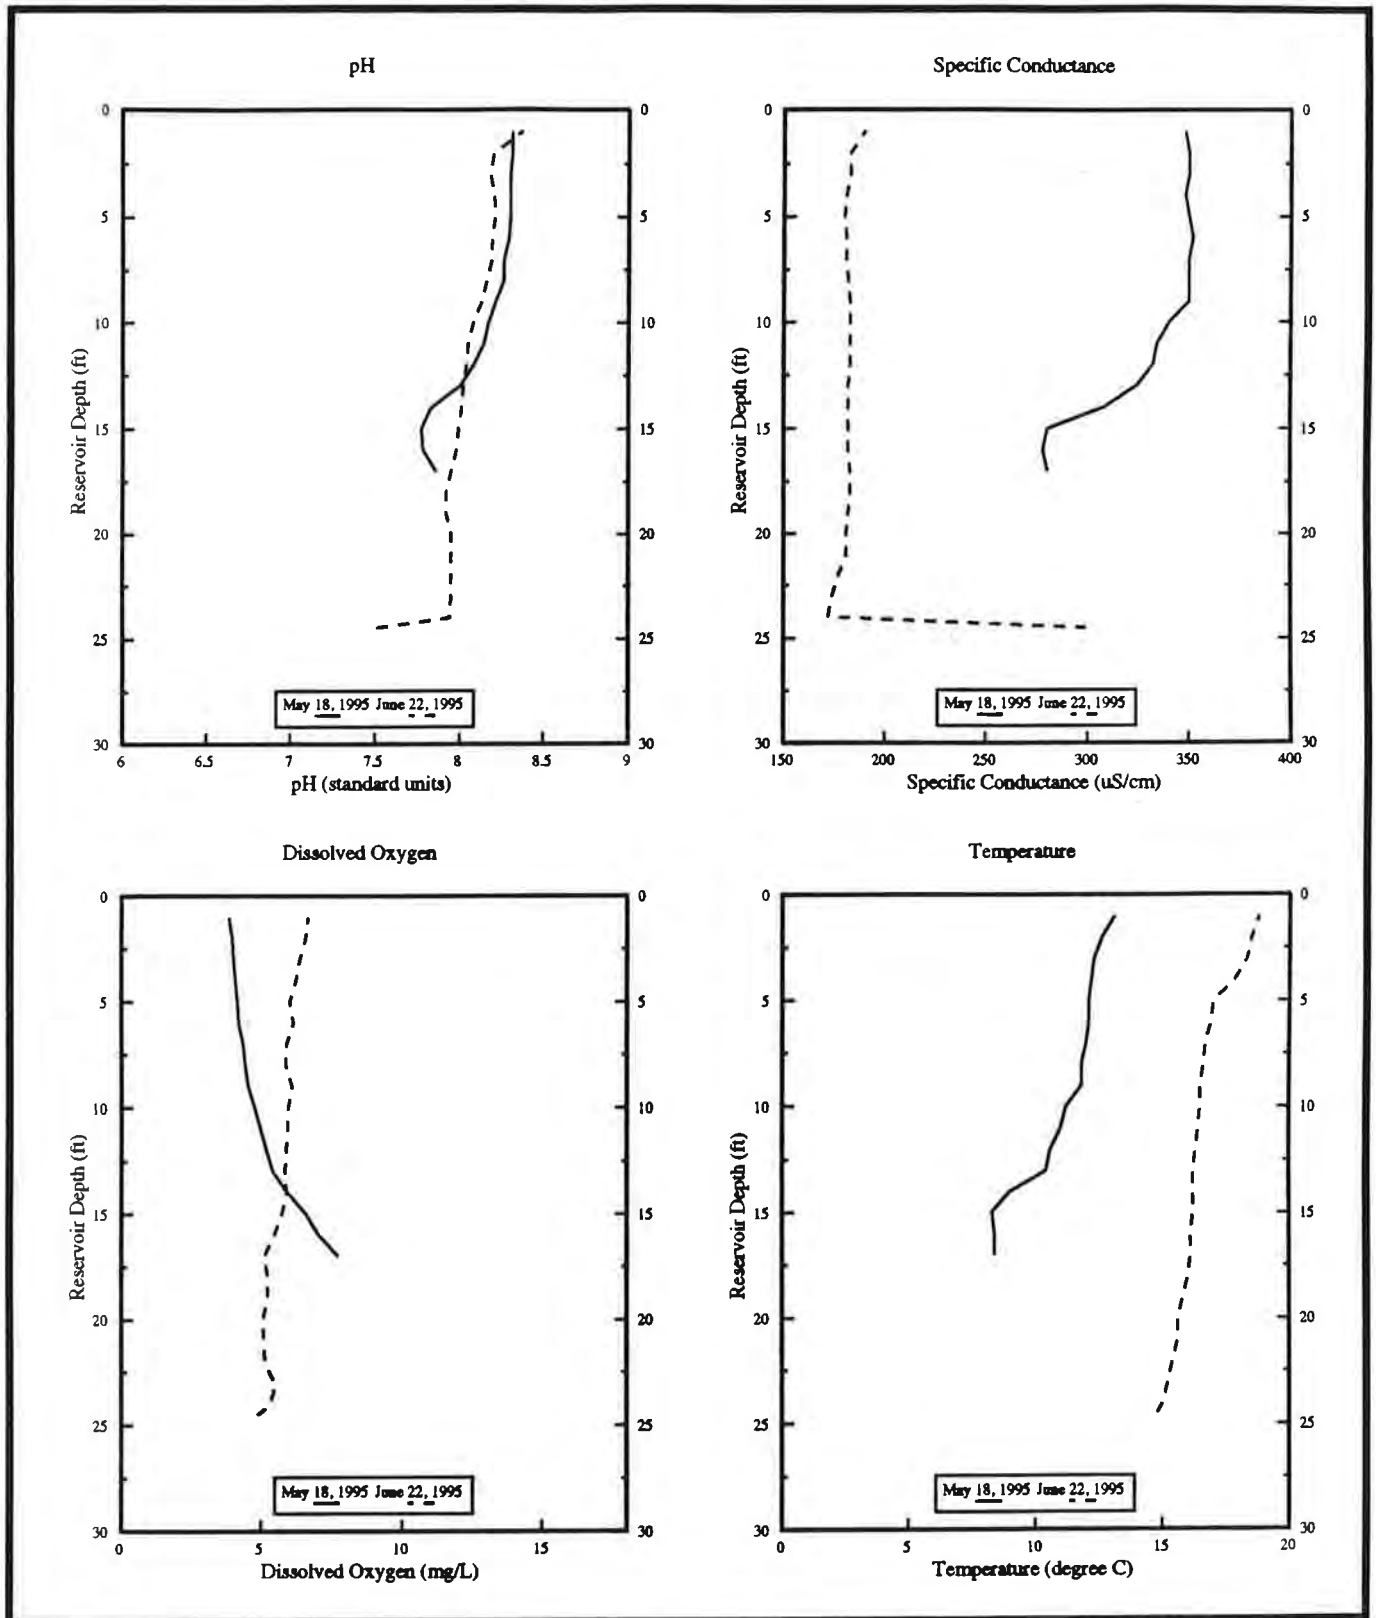 pH
0 0
5 5
10 10
15 15
20 20
25 25
30 30
Reservoir Depth (ft)
May 18, 1995 June 22, 1995
6 6.5 7 7.5 8 8.5 9
pH (standard units)
Specific Conductance
0 0
5 5
10 10
15 15
20 20
25 25
30 30
Reservoir Depth (ft)
May 18, 1995 June 22, 1995
150 200 250 300 350 400
Specific Conductance (uS/cm)
Dissolved Oxygen
0 0
5 5
10 10
15 15
20 20
25 25
30 30
Reservoir Depth (ft)
May 18, 1995 June 22, 1995
0 5 10 15
Dissolved Oxygen (mg/L)
Temperature
0 0
5 5
10 10
15 15
20 20
25 25
30 30
Reservoir Depth (ft)
May 18, 1995 June 22, 1995
0 5 10 15 20
Temperature (degree C)